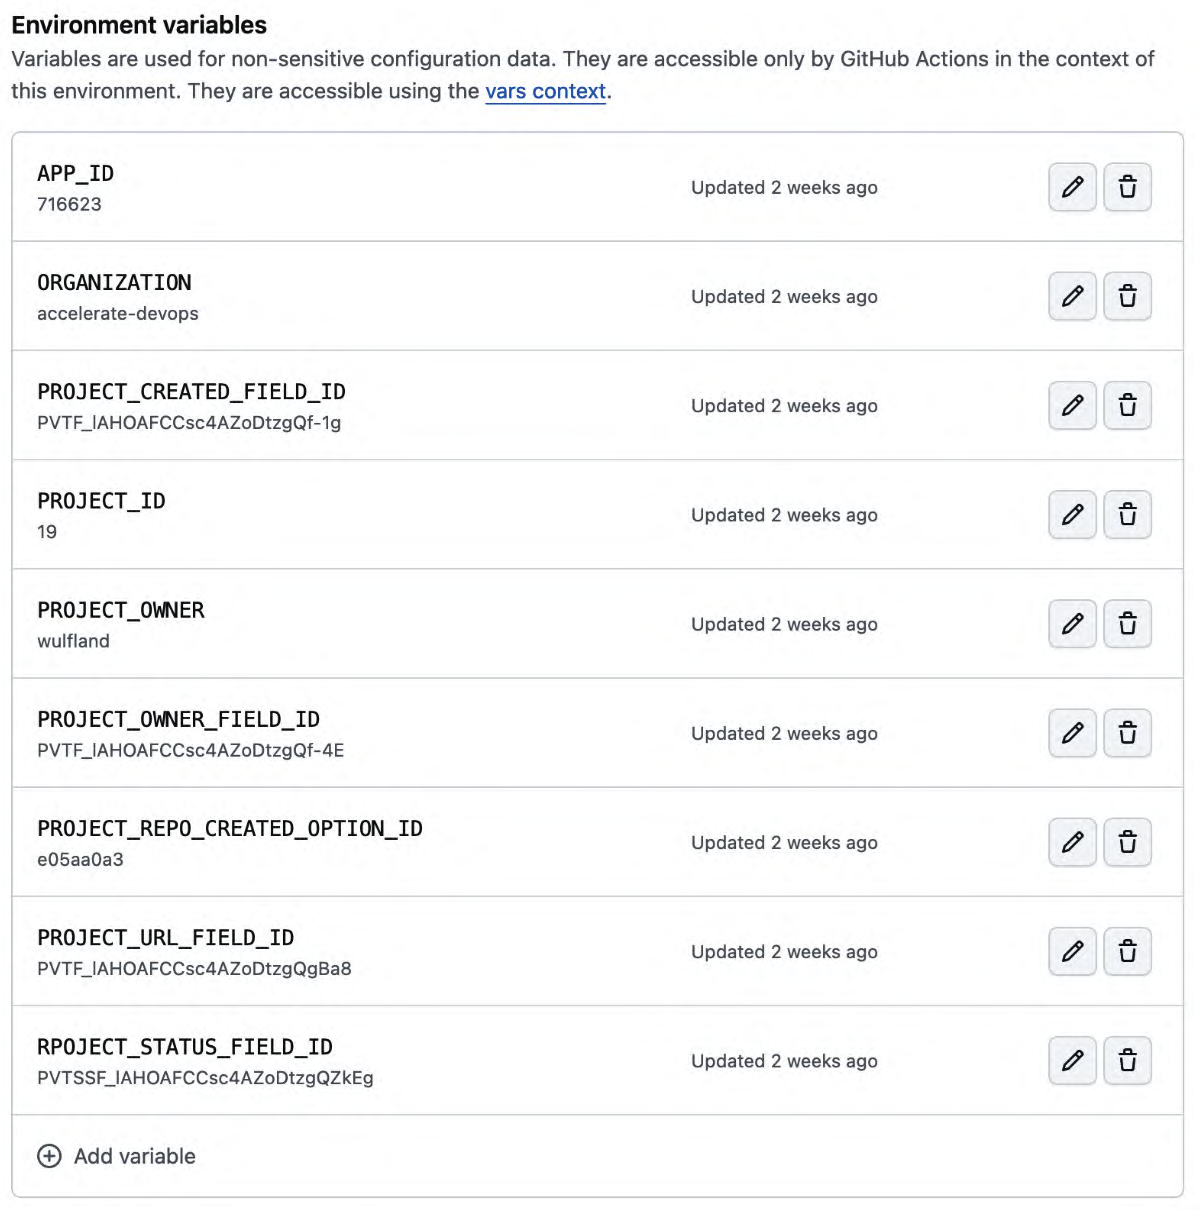 Environment variables
Variables are used for non-sensitive configuration data. They are accessible only by GitHub Actions in the context of
this environment. They are accessible using the vars context.
APP_ID
716623
Updated 2 weeks ago
ORGANIZATION
accelerate-devops
Updated 2 weeks ago
PROJECT_CREATED_FIELD_ID
PVTF_lAHOAFCCsc4AZoDtzgQf-1g
Updated 2 weeks ago
PROJECT_ID
19
Updated 2 weeks ago
PROJECT_OWNER
wulfland
Updated 2 weeks ago
PROJECT_OWNER_FIELD_ID
PVTF_lAHOAFCCsc4AZoDtzgQf-4E
Updated 2 weeks ago
PROJECT_REPO_CREATED_OPTION_ID
e05aa0a3
Updated 2 weeks ago
PROJECT_URL_FIELD_ID
PVTF_lAHOAFCCsc4AZoDtzgQgBa8
Updated 2 weeks ago
RPOJECT_STATUS_FIELD_ID
PVTSSF_lAHOAFCCsc4AZoDtzgQZkEg
Updated 2 weeks ago
Add variable